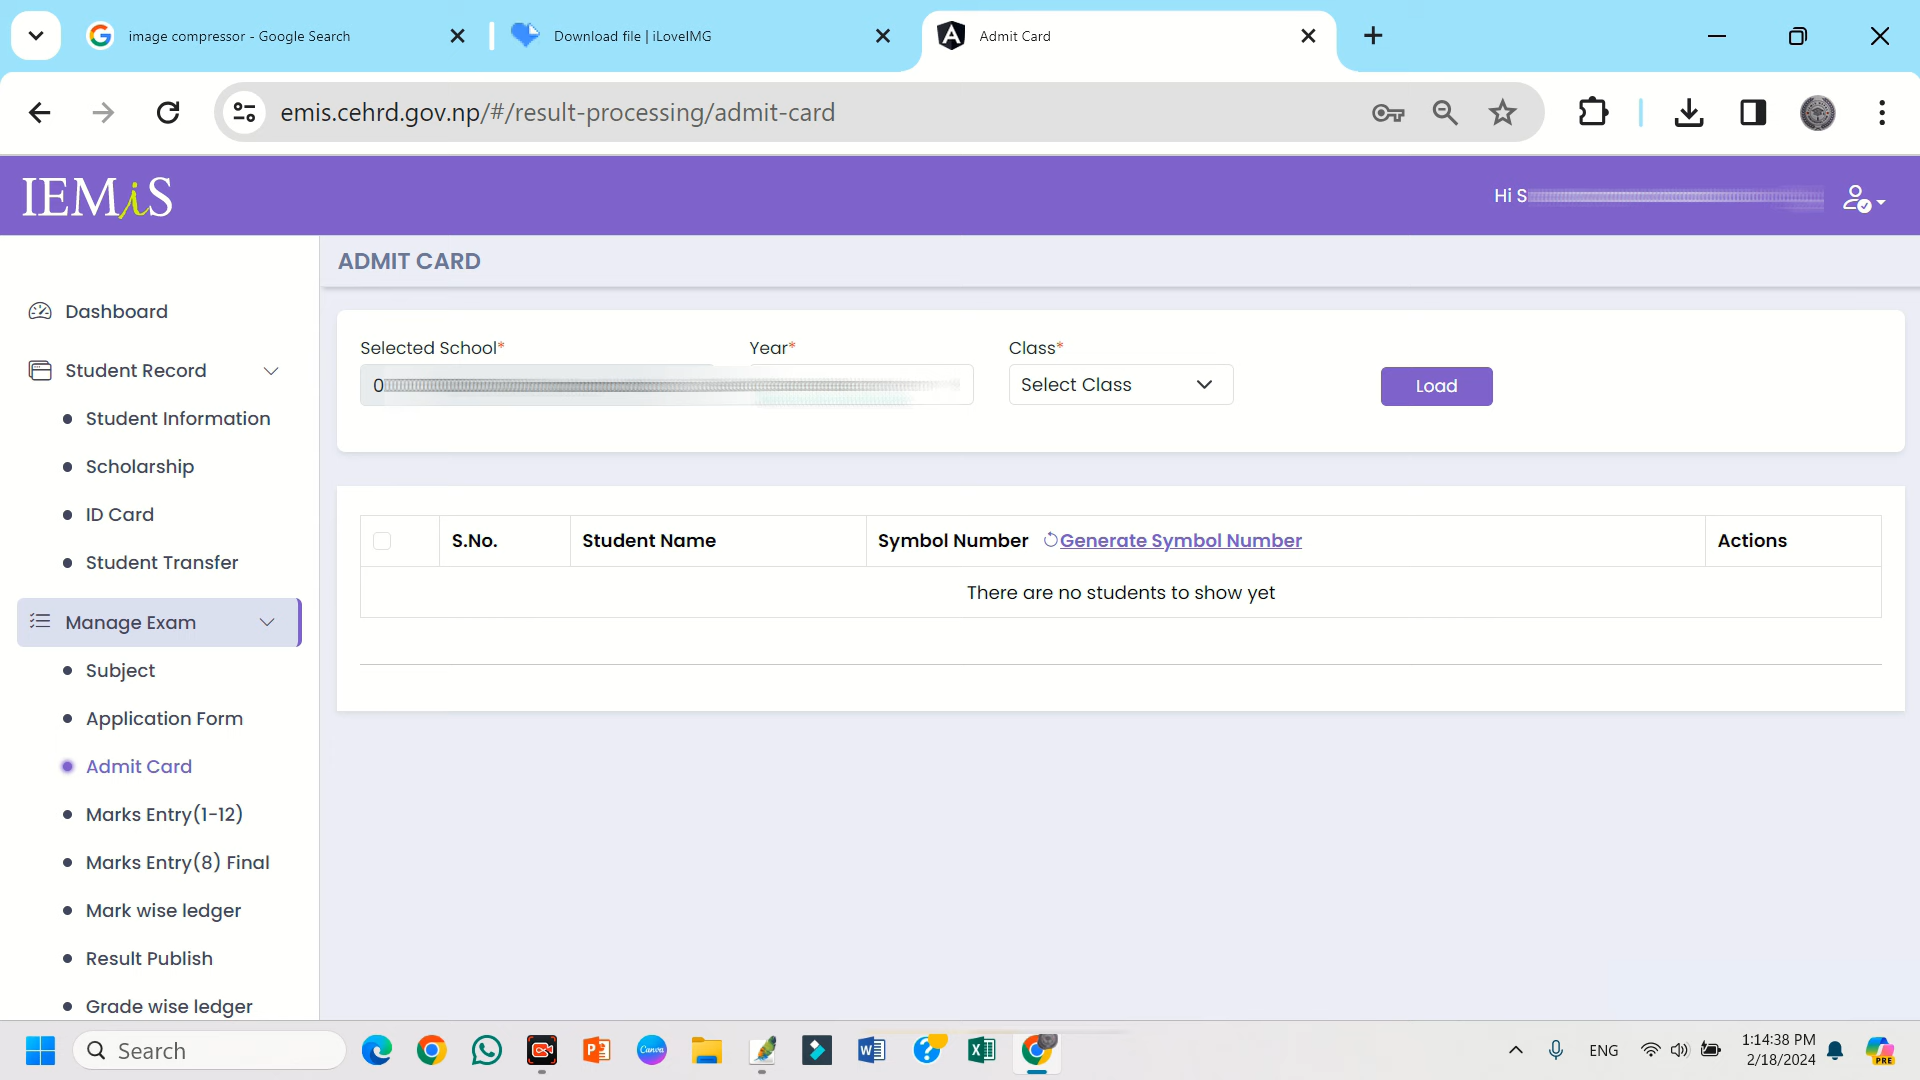 image compressor - Google Search
Download file | iLoveIMG
Admit Card
emis.cehrd.gov.np/#/result-processing/admit-card
IEMiS
Hi S
ADMIT CARD
Dashboard
Student Record
Student Information
Scholarship
ID Card
Student Transfer
Manage Exam
Subject
Application Form
Admit Card
Marks Entry(1-12)
Marks Entry(8) Final
Mark wise ledger
Result Publish
Grade wise ledger
Selected School* Year* Class*
0 Select Class Load
S.No. Student Name Symbol Number Generate Symbol Number Actions
There are no students to show yet
Search
Canva
ENG
1:14:38 PM
2/18/2024
PRE